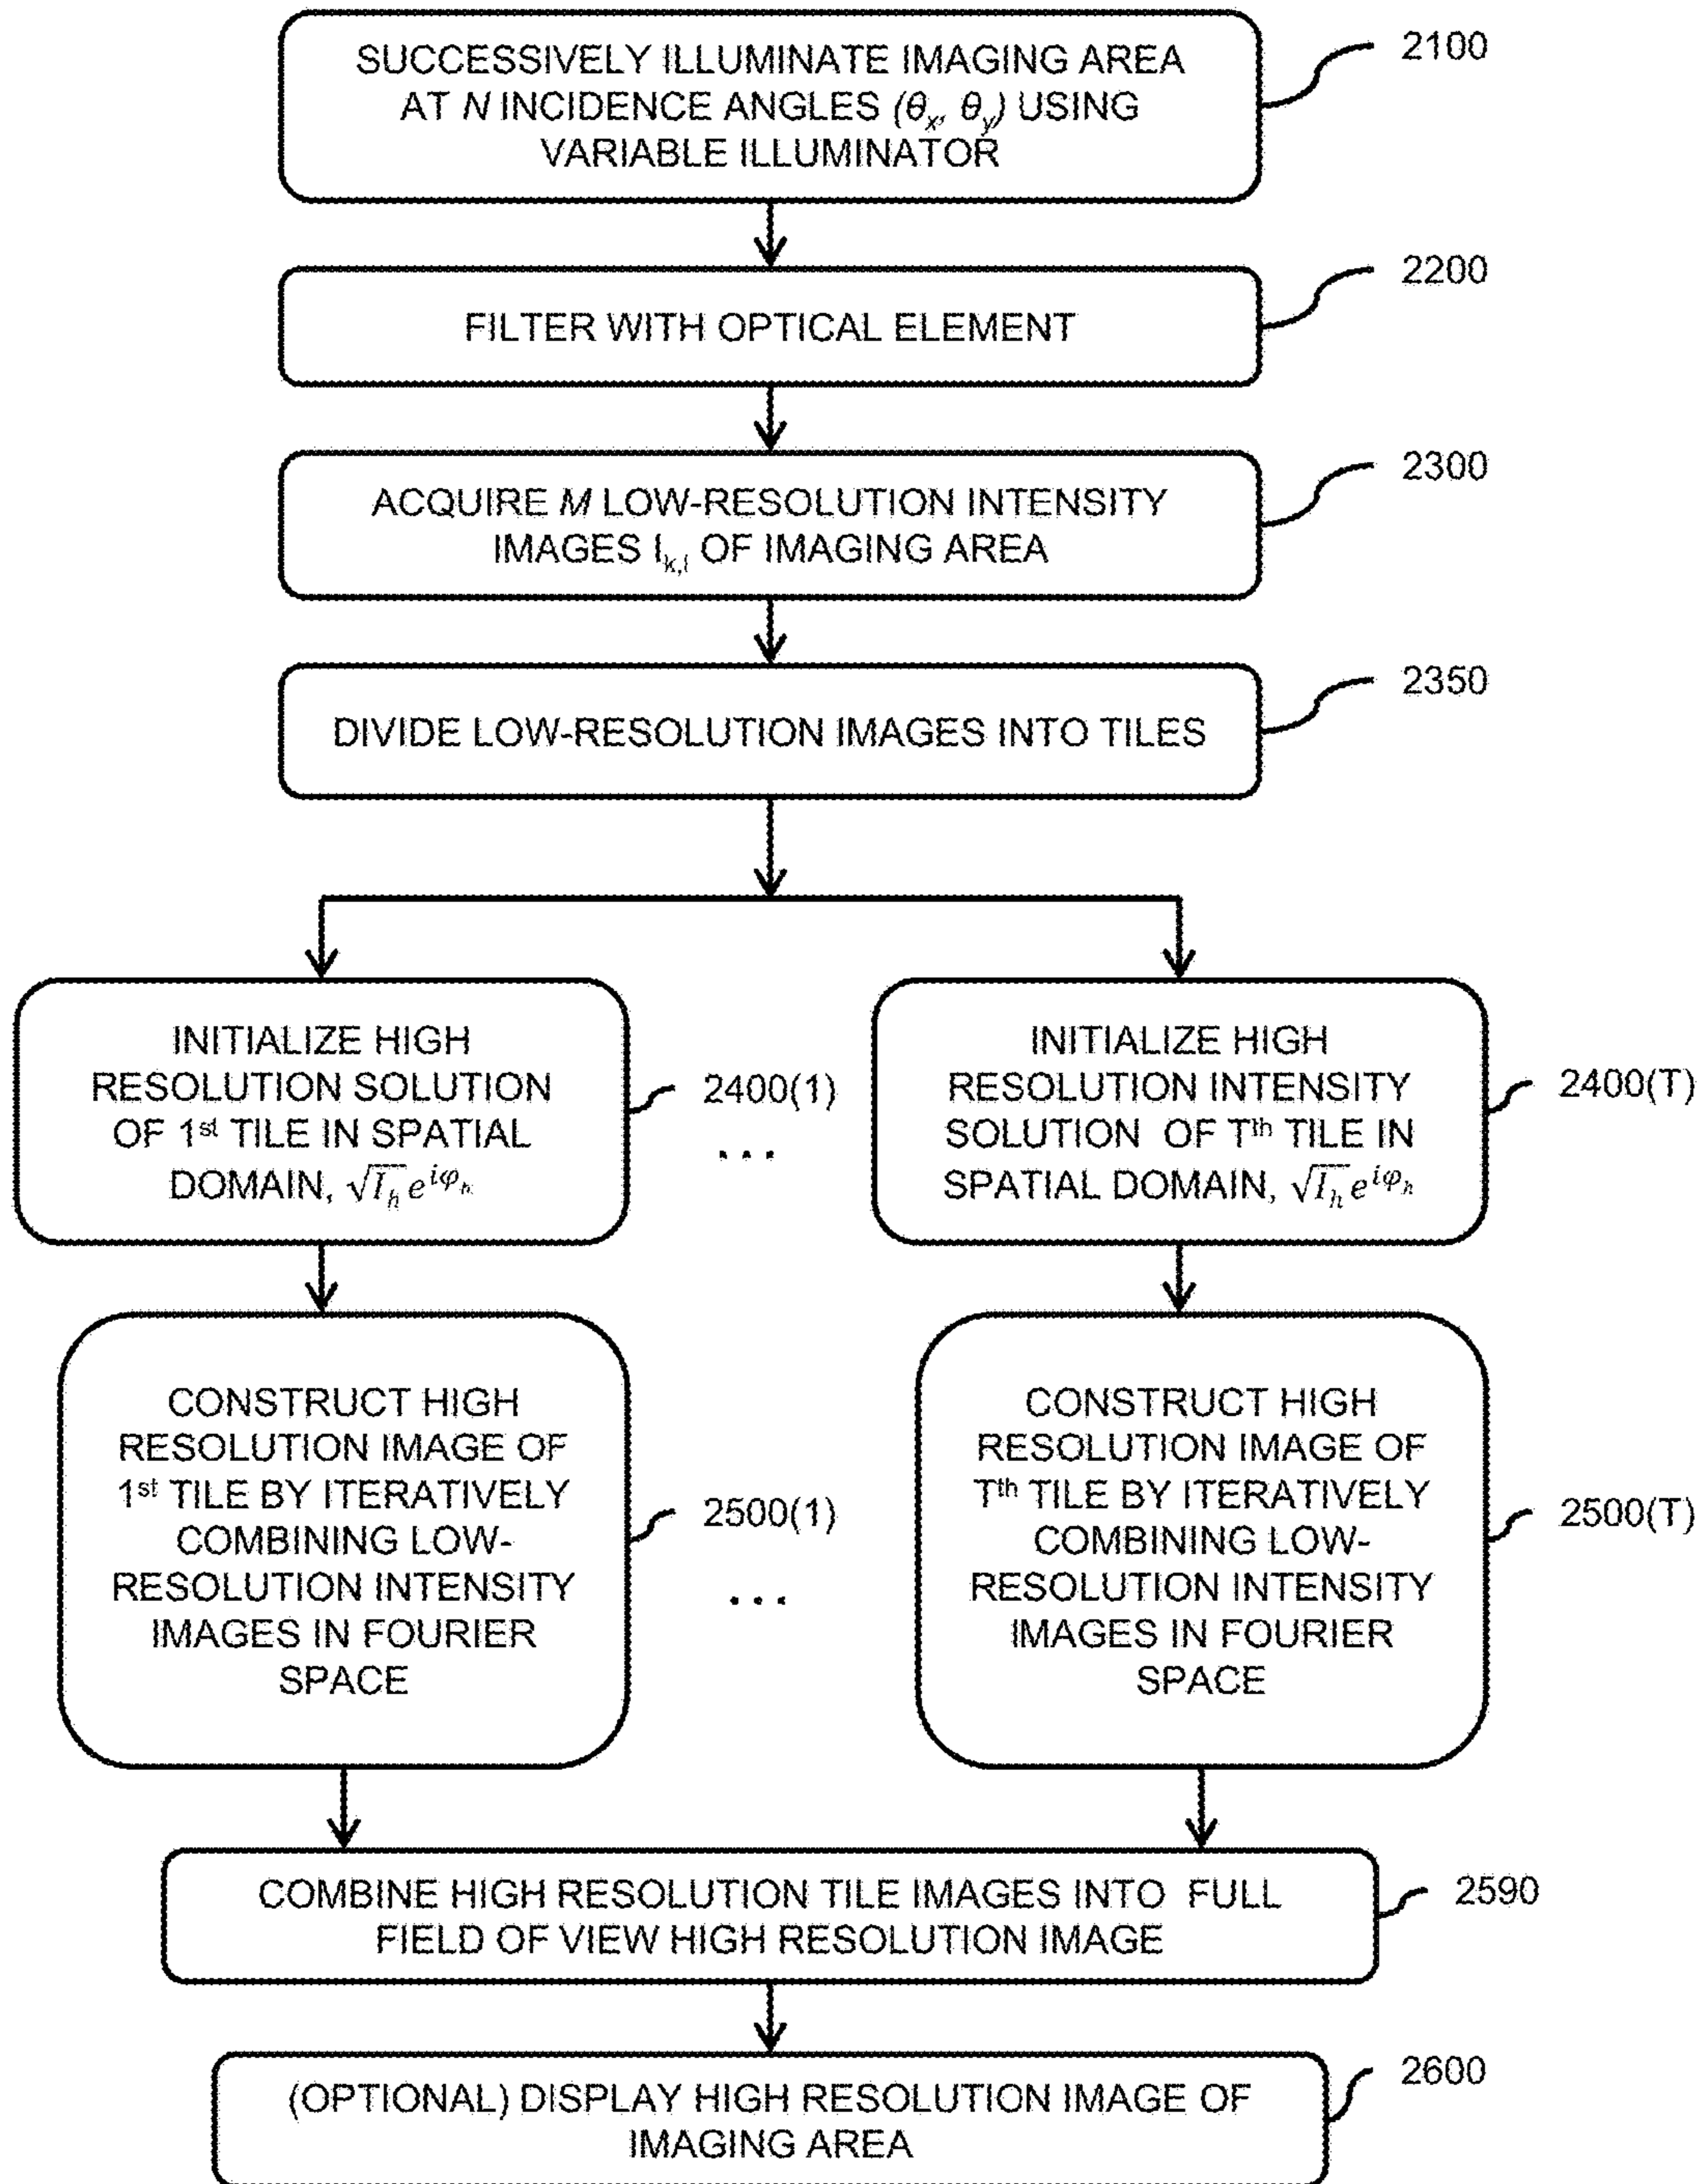 SUCCESSIVELY ILLUMINATE IMAGING AREA
AT N INCIDENCE ANGLES (θx, θy) USING
VARIABLE ILLUMINATOR
2100
FILTER WITH OPTICAL ELEMENT
2200
ACQUIRE M LOW-RESOLUTION INTENSITY
IMAGES Ik,l OF IMAGING AREA
2300
DIVIDE LOW-RESOLUTION IMAGES INTO TILES
2350
INITIALIZE HIGH
RESOLUTION SOLUTION
OF 1st TILE IN SPATIAL
DOMAIN, √Ih e^iφh
2400(1)
...
INITIALIZE HIGH
RESOLUTION INTENSITY
SOLUTION OF Tth TILE IN
SPATIAL DOMAIN, √Ih e^iφh
2400(T)
CONSTRUCT HIGH
RESOLUTION IMAGE OF
1st TILE BY ITERATIVELY
COMBINING LOW-
RESOLUTION INTENSITY
IMAGES IN FOURIER
SPACE
2500(1)
...
CONSTRUCT HIGH
RESOLUTION IMAGE OF
Tth TILE BY ITERATIVELY
COMBINING LOW-
RESOLUTION INTENSITY
IMAGES IN FOURIER
SPACE
2500(T)
COMBINE HIGH RESOLUTION TILE IMAGES INTO FULL
FIELD OF VIEW HIGH RESOLUTION IMAGE
2590
(OPTIONAL) DISPLAY HIGH RESOLUTION IMAGE OF
IMAGING AREA
2600